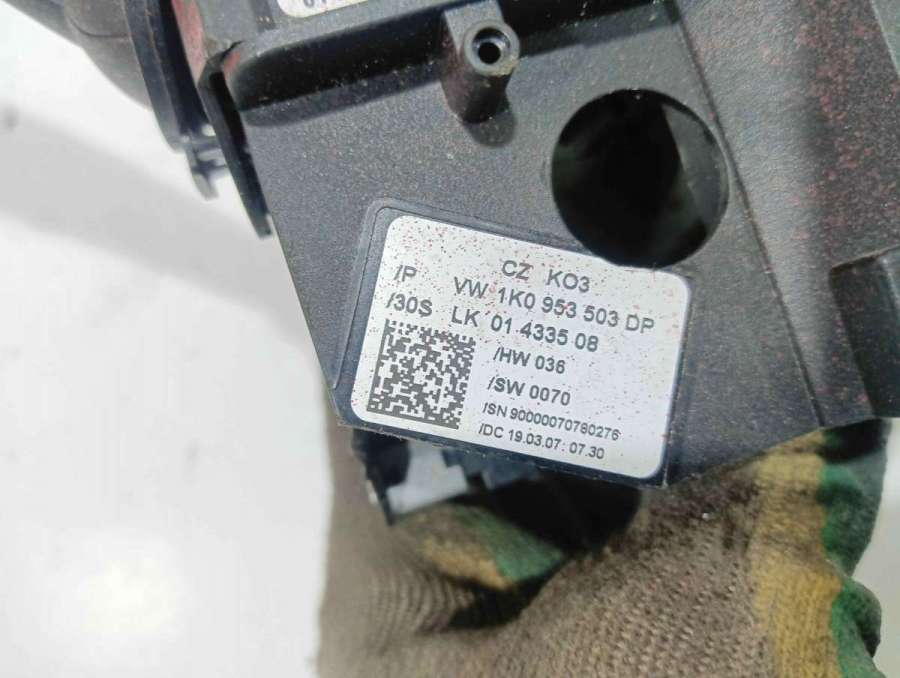 CZ KO3
/P VW 1K0 953 503 DP
/30S LK 01 4335 08
/HW 036
/SW 0070
/SN 90000070780276
/DC 19.03.07: 07.30